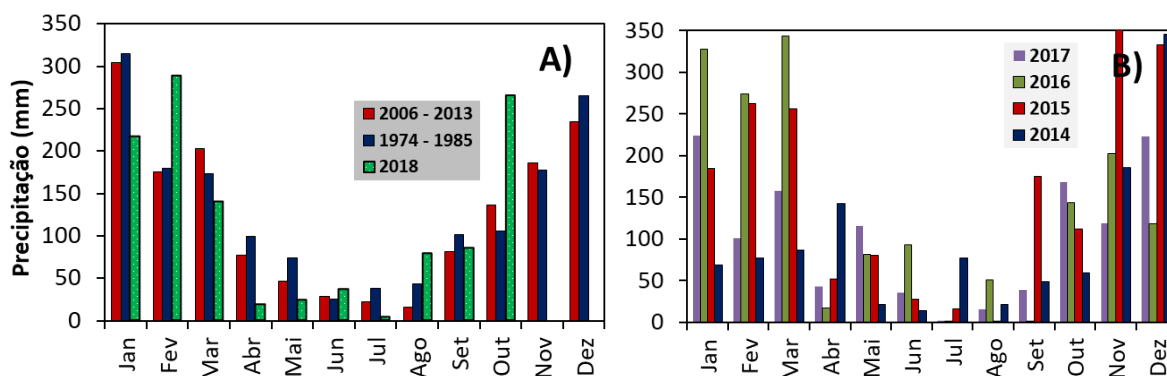 Precipitação (mm)
350
300
250
200
150
100
50
0
A)
2006 - 2013
1974 - 1985
2018
Jan
Fev
Mar
Abr
Mai
Jun
Jul
Ago
Set
Out
Nov
Dez
350
300
250
200
150
100
50
0
B)
2017
2016
2015
2014
Jan
Fev
Mar
Abr
Mai
Jun
Jul
Ago
Set
Out
Nov
Dez